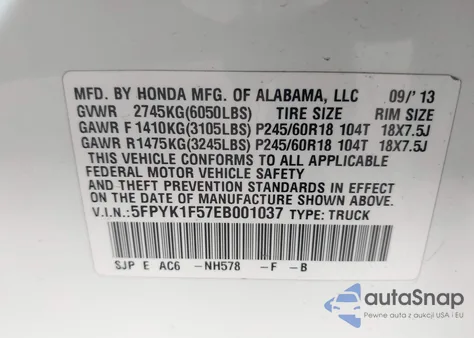 MFD. BY HONDA MFG. OF ALABAMA, LLC 09/'13
GVWR 2745KG(6050LBS) TIRE SIZE RIM SIZE
GAWR F 1410KG(3105LBS) P245/60R18 104T 18X7.5J
GAWR R1475KG(3245LBS) P245/60R18 104T 18X7.5J
THIS VEHICLE CONFORMS TO ALL APPLICABLE
FEDERAL MOTOR VEHICLE SAFETY
AND THEFT PREVENTION STANDARDS IN EFFECT
ON THE DATE OF MANUFACTURE SHOWN ABOVE.
V.I.N.:5FPYK1F57EB001037 TYPE: TRUCK
SJP E AC6 -NH578 -F -B
autoSnap
Pewne auta z aukcji USA i EU